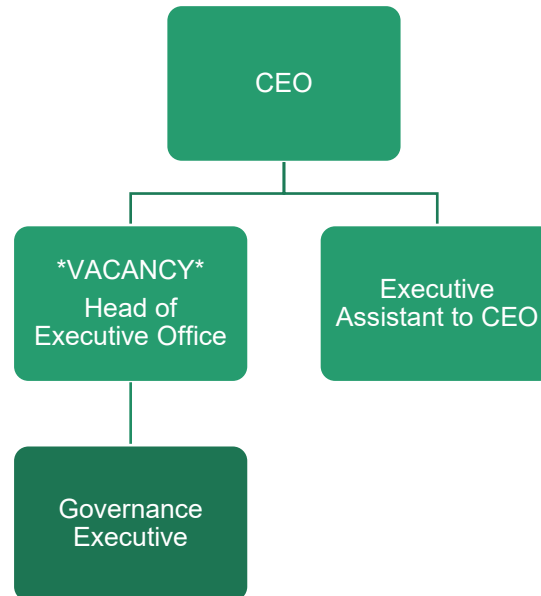 CEO
*VACANCY*
Head of
Executive Office
Executive
Assistant to CEO
Governance
Executive